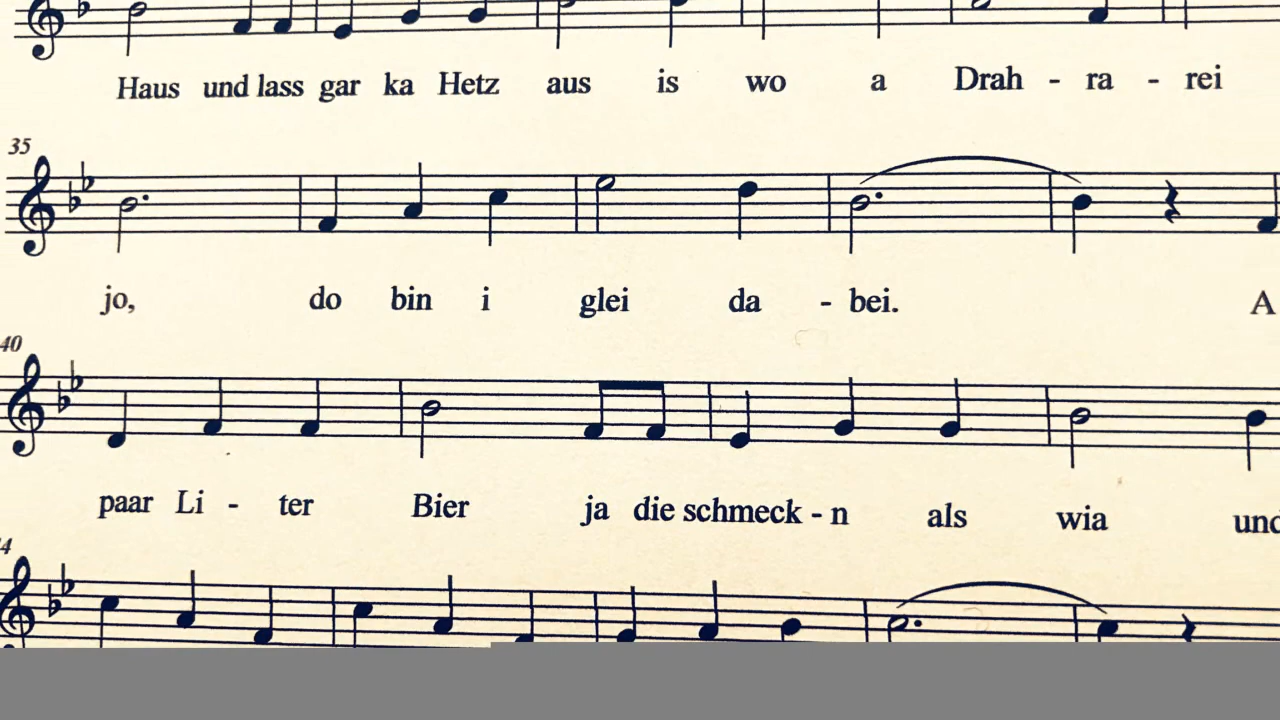 Haus und lass gar ka Hetz aus is wo a Drah - ra - rei
35
jo, do bin i glei da - bei. A
40
paar Li - ter Bier ja die schmeck - n als wia und